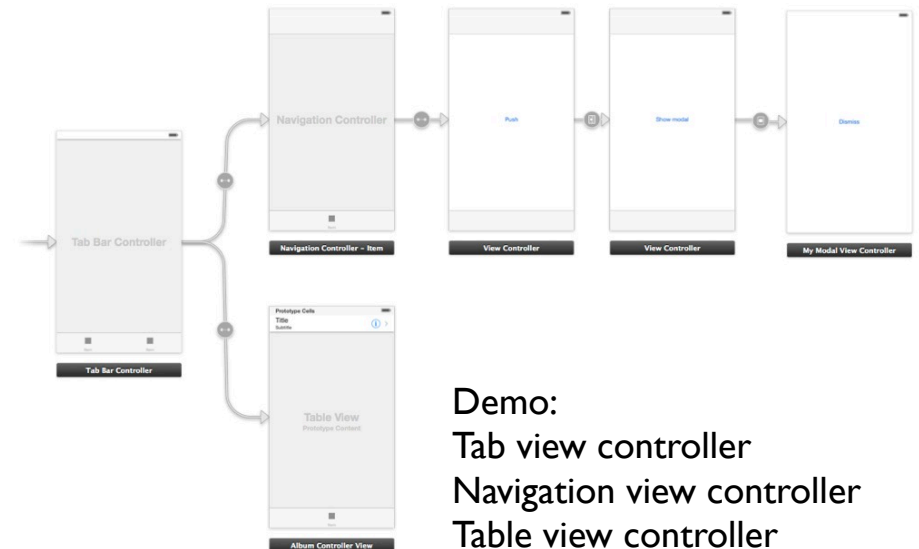 Navigation Controller
Push
Show modal
Dismiss
Navigation Controller - Item
View Controller
View Controller
My Modal View Controller
Tab Bar Controller
Tab Bar Controller
Prototype Cells
Title
Subtitle
Table View
Prototype Content
Album Controller View
Demo:
Tab view controller
Navigation view controller
Table view controller